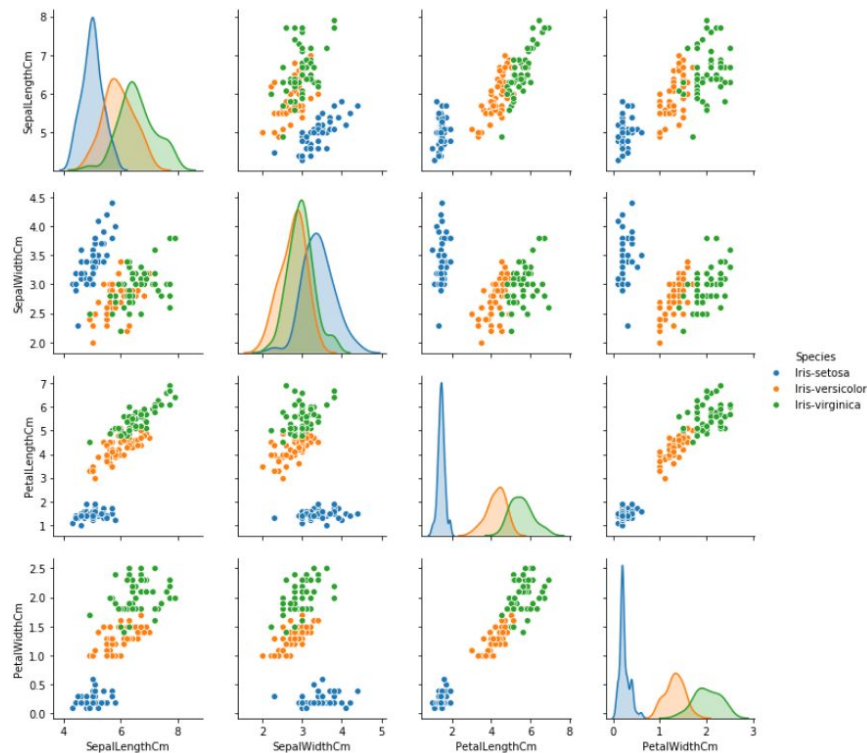 8
7
6
5
SepalLengthCm
4.5
4.0
3.5
3.0
2.5
2.0
SepalWidthCm
Species
Iris-setosa
Iris-versicolor
Iris-virginica
7
6
5
4
3
2
1
PetalLengthCm
2.5
2.0
1.5
1.0
0.5
0.0
PetalWidthCm
4 6 8
2 3 4 5
2 4 6 8
0 1 2 3
SepalLengthCm SepalWidthCm PetalLengthCm PetalWidthCm